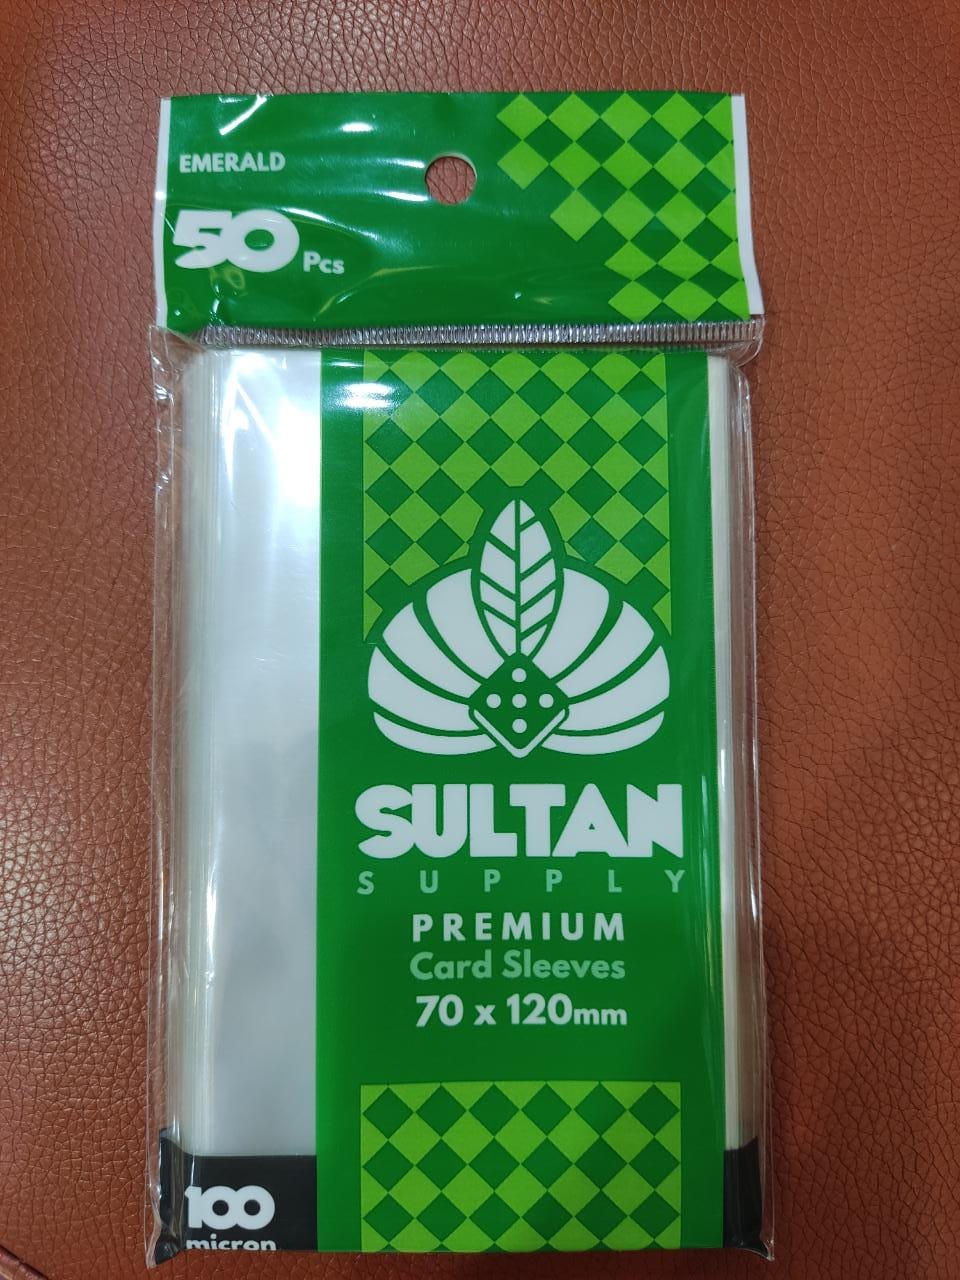 EMERALD
50 Pcs
SULTAN
SUPPLY
PREMIUM
Card Sleeves
70 x 120mm
100
micron